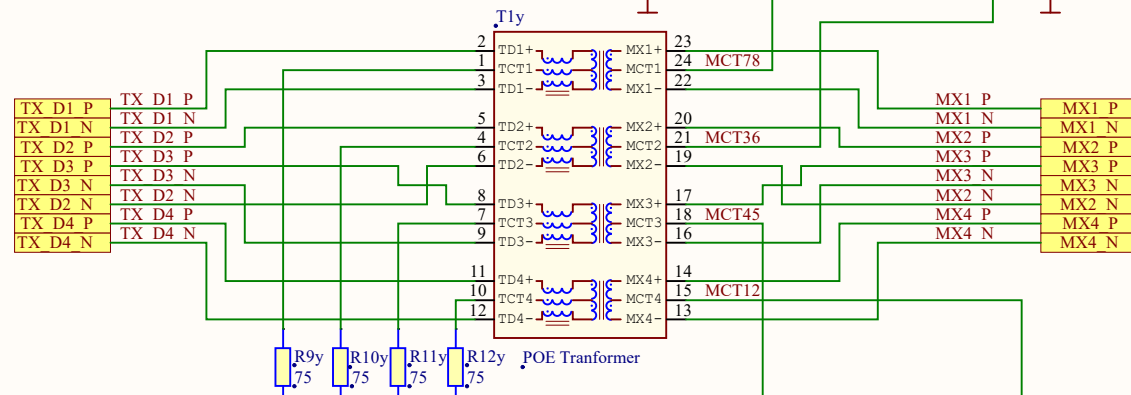 T1y
2 TD1+ MX1+ 23
1 TCT1 MCT1 24 MCT78
3 TD1- MX1- 22
TX_D1_P TX_D1_P MX1_P MX1_P
TX_D1_N TX_D1_N MX1_N MX1_N
5 TD2+ MX2+ 20
TX_D2_P TX_D2_P 4 TCT2 MCT2 21 MCT36 MX2_P MX2_P
TX_D3_P TX_D3_P 6 TD2- MX2- 19 MX3_P MX3_P
TX_D3_N TX_D3_N MX3_N MX3_N
TX_D2_N TX_D2_N 8 TD3+ MX3+ 17 MX2_N MX2_N
TX_D4_P TX_D4_P 7 TCT3 MCT3 18 MCT45 MX4_P MX4_P
TX_D4_N TX_D4_N 9 TD3- MX3- 16 MX4_N MX4_N
11 TD4+ MX4+ 14
10 TCT4 MCT4 15 MCT12
12 TD4- MX4- 13
R9y R10y R11y R12y POE Tranformer
75 75 75 75